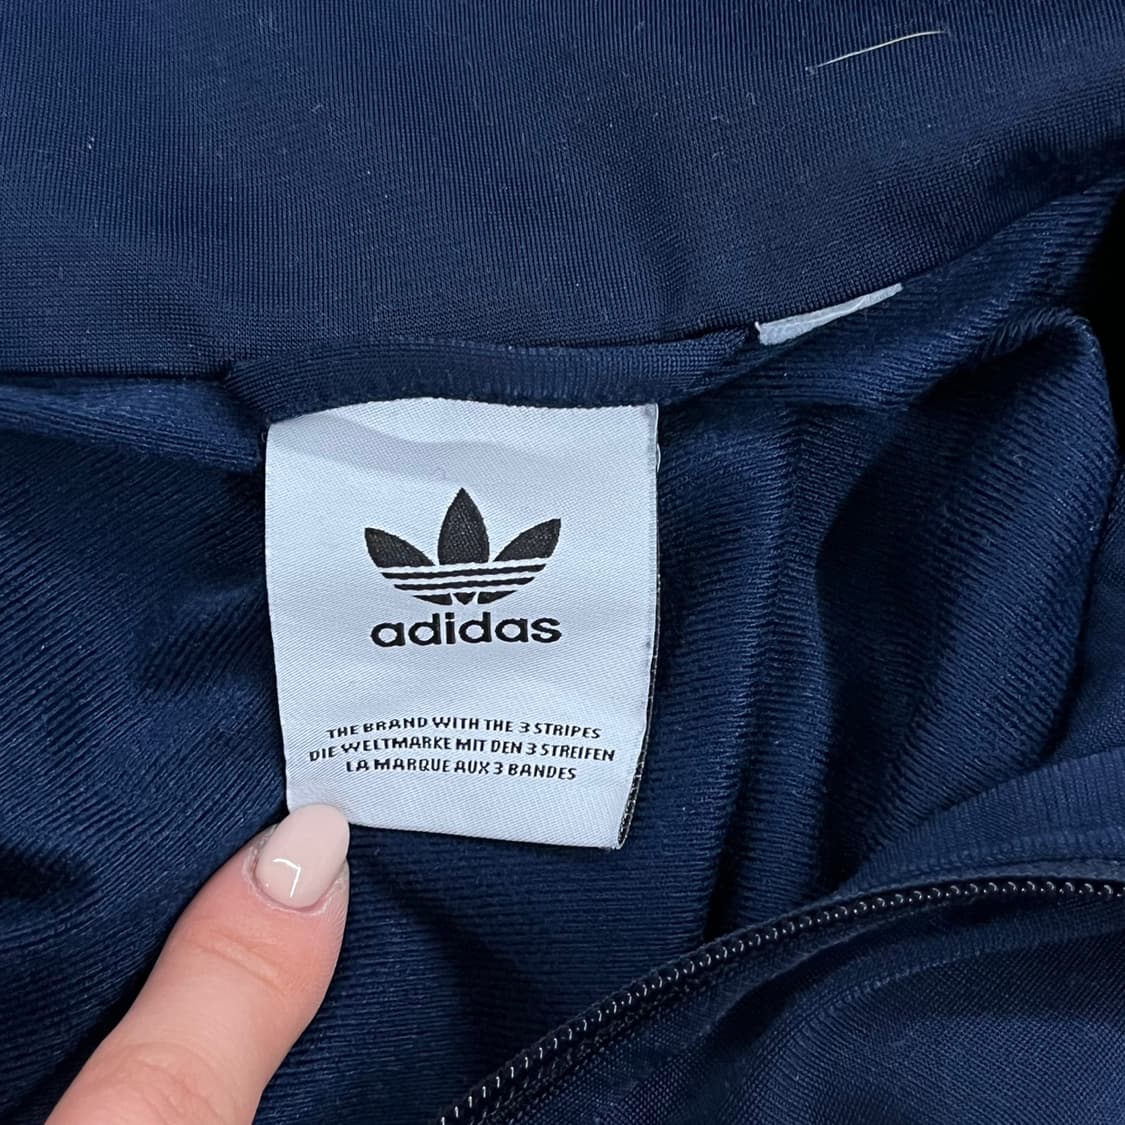 adidas
THE BRAND WITH THE 3 STRIPES
DIE WELTMARKE MIT DEN 3 STREIFEN
LA MARQUE AUX 3 BANDES